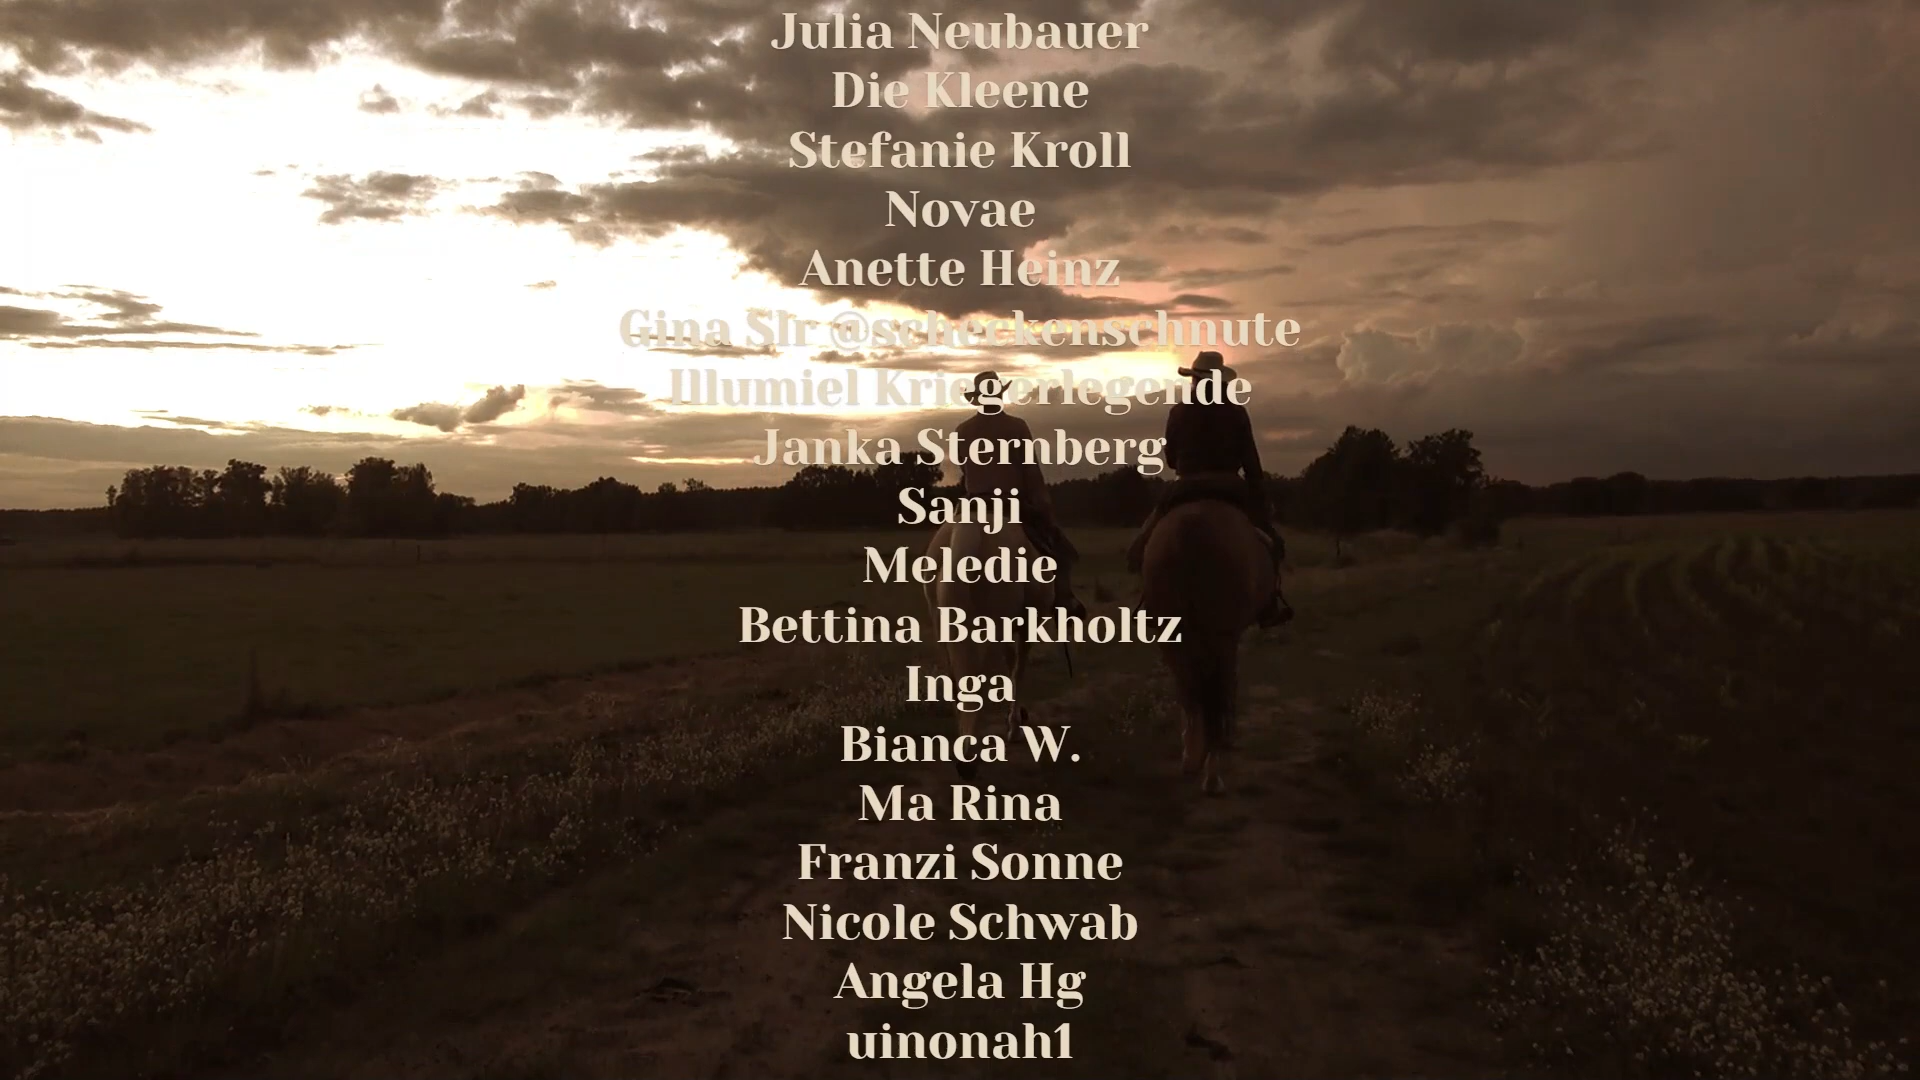 Julia Neubauer
Die Kleene
Stefanie Kroll
Novae
Anette Heinz
Gina Slr @scheckenschnute
Illumiel Kriegerlegende
Janka Sternberg
Sanji
Meledie
Bettina Barkholtz
Inga
Bianca W.
Ma Rina
Franzi Sonne
Nicole Schwab
Angela Hg
uinonah1